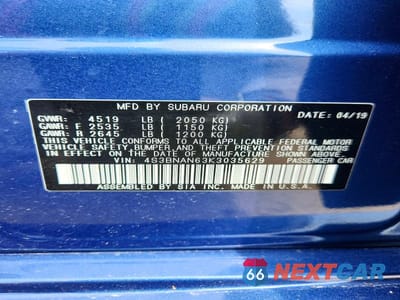 MFD BY SUBARU CORPORATION DATE: 04/19
GVWR: 4519 LB ( 2050 KG)
GAWR: F 2535 LB ( 1150 KG)
GAWR: R 2645 LB ( 1200 KG)
THIS VEHICLE CONFORMS TO ALL APPLICABLE FEDERAL MOTOR
VEHICLE SAFETY, BUMPER AND THEFT PREVENTION STANDARDS
IN EFFECT ON THE DATE OF MANUFACTURE SHOWN ABOVE.
VIN: 4S3BNAN63K3035629 PASSENGER CAR
ASSEMBLED BY SIA INC. MADE IN U.S.A.
66 NEXTCAR